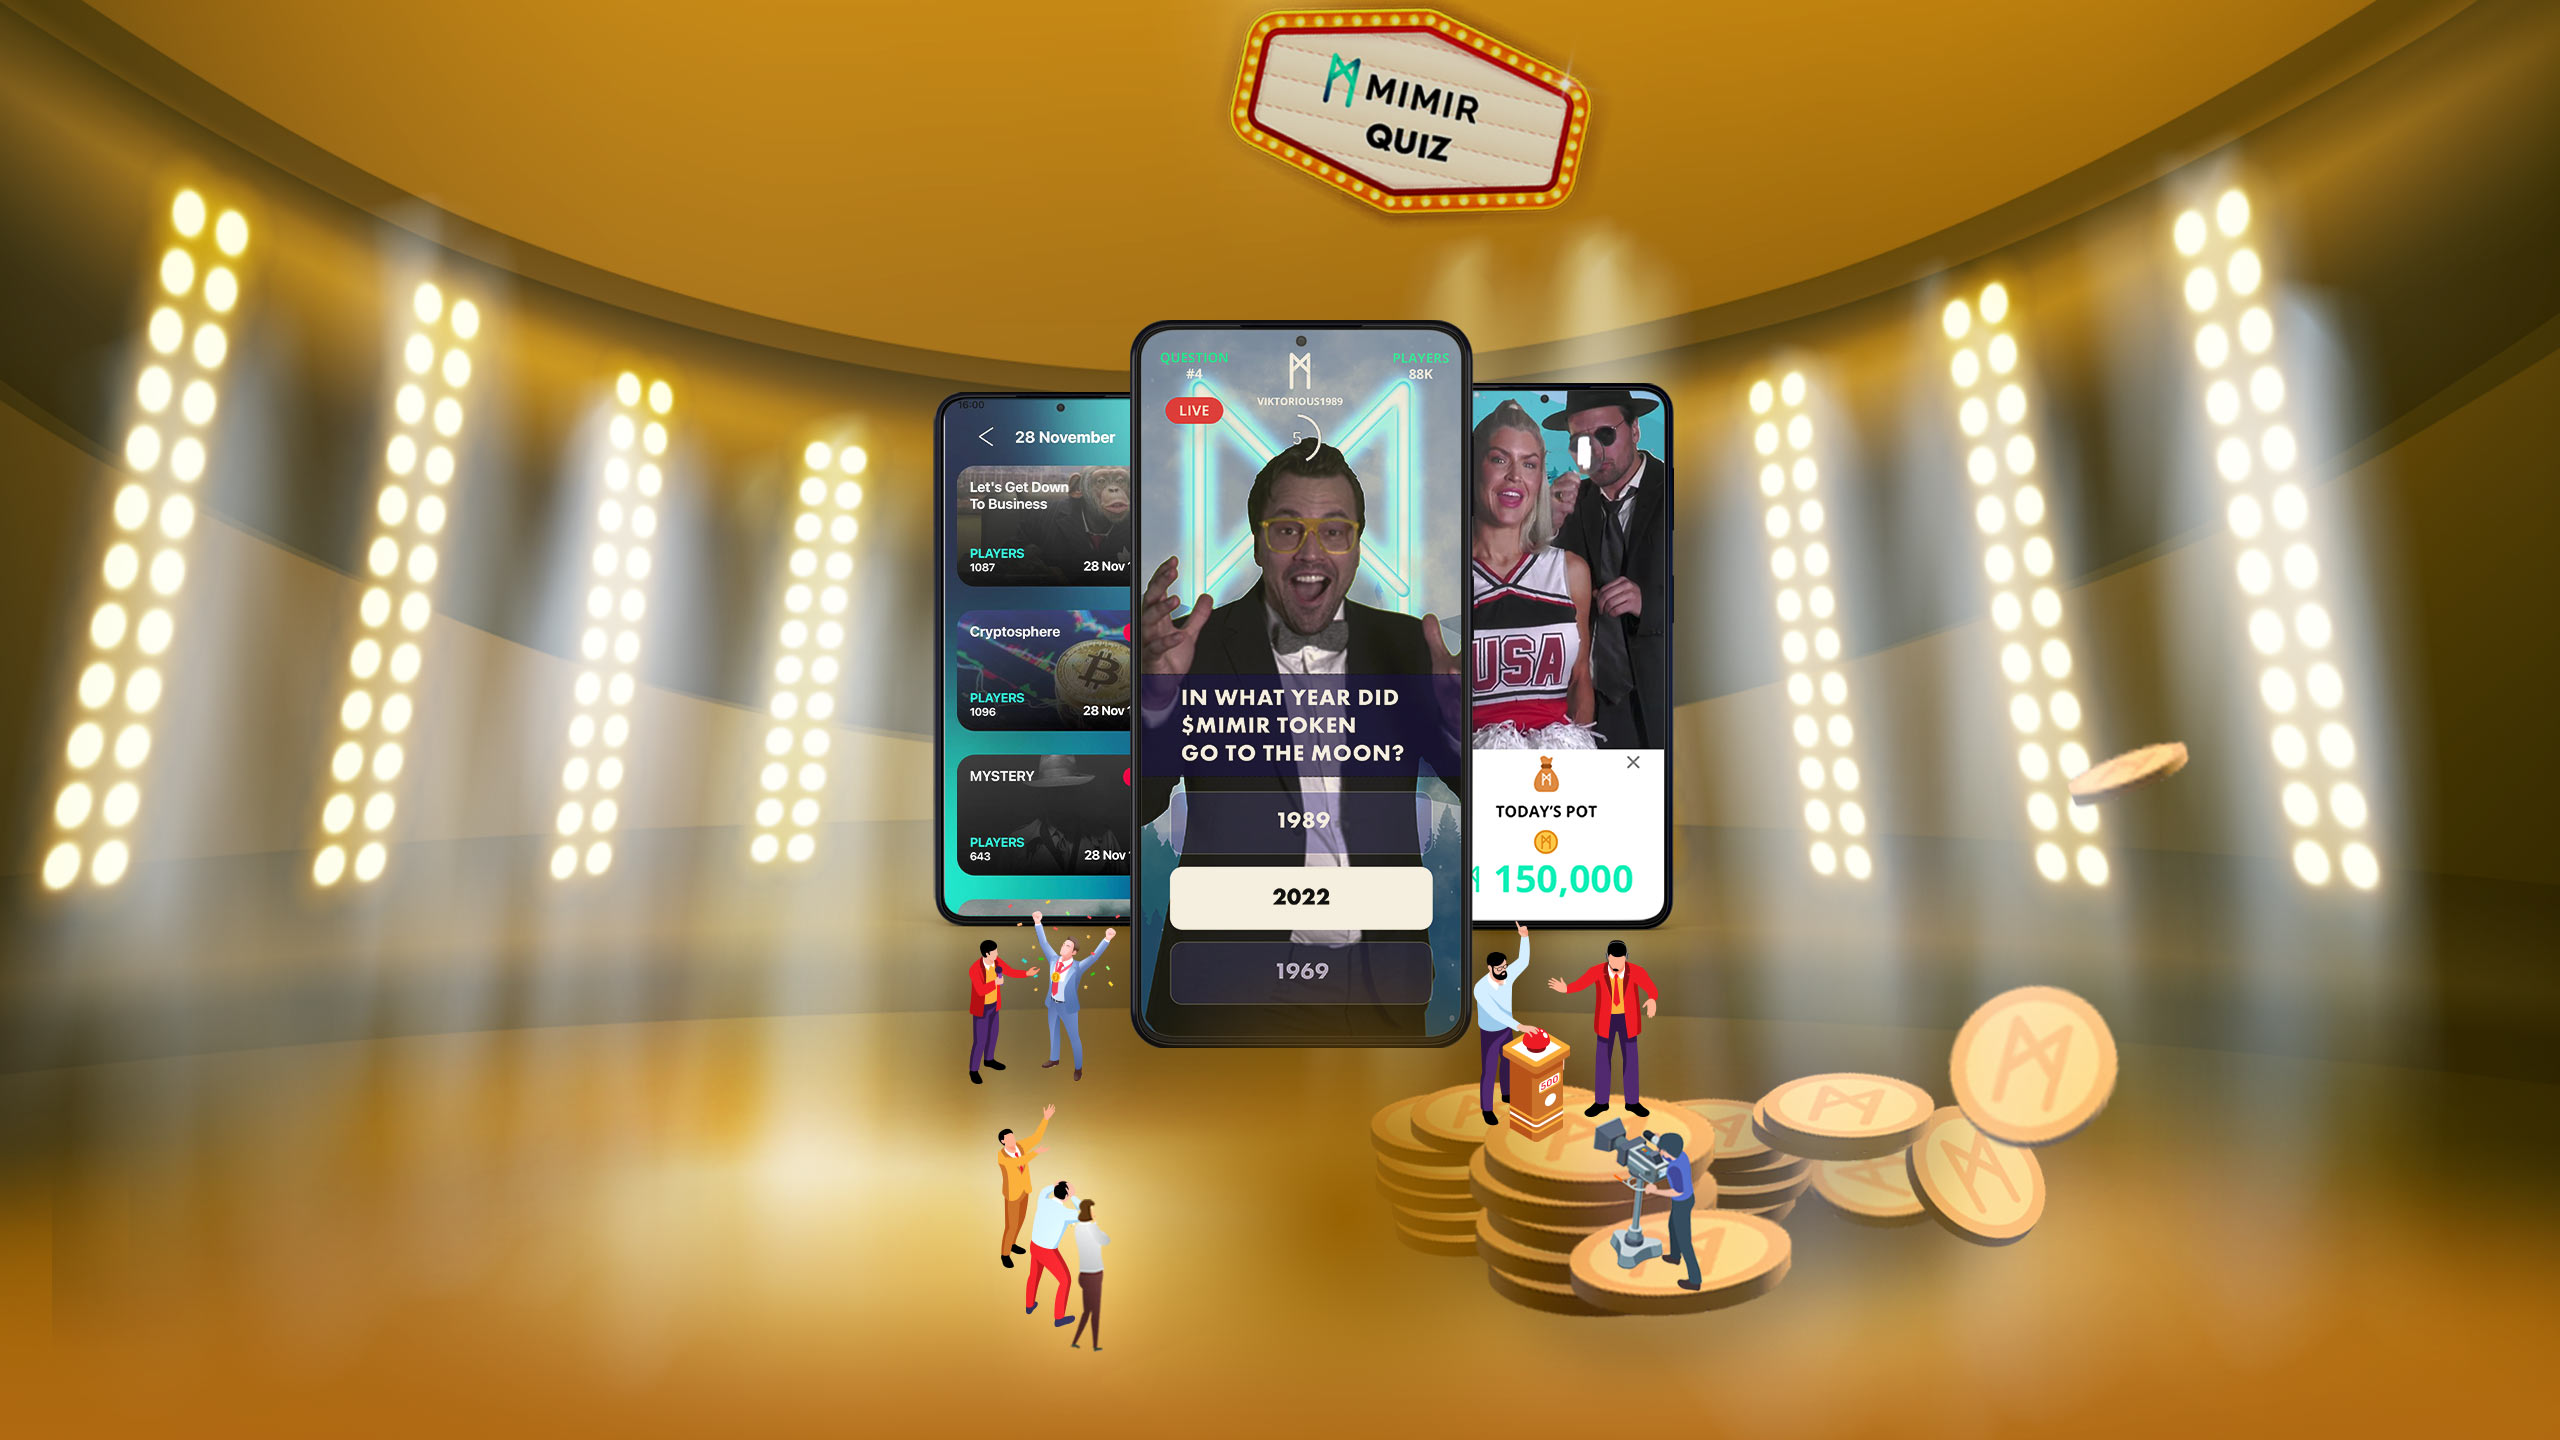 MIMIR
QUIZ
16:00
28 November
Let's Get Down
To Business
PLAYERS
1087
28 Nov
Cryptosphere
PLAYERS
1096
28 Nov
MYSTERY
PLAYERS
643
28 Nov
QUESTION
#4
PLAYERS
88K
LIVE
VIKTORIOUS1989
5
IN WHAT YEAR DID
$MIMIR TOKEN
GO TO THE MOON?
1989
2022
1969
USA
TODAY'S POT
150,000
500